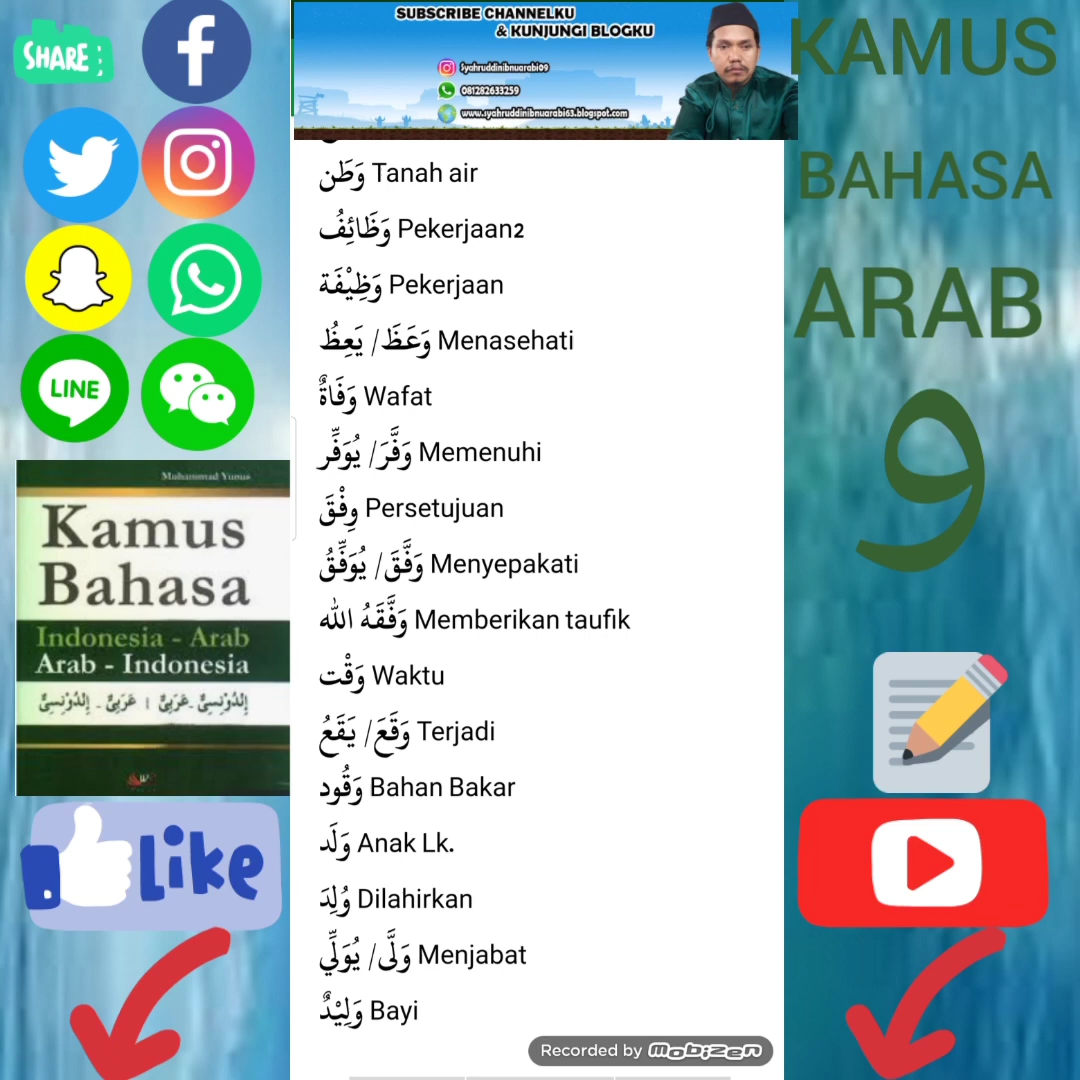 SHARE :
SUBSCRIBE CHANNELKU
& KUNJUNGI BLOGKU
Syahruddinibnuarabi09
081282633259
www.syahruddinibnuarabi63.blogspot.com
KAMUS
BAHASA
ARAB
و
وَطَن Tanah air
وَظَائِفُ Pekerjaan2
وَظِيْفَة Pekerjaan
وَعَظَ/ يَعِظُ Menasehati
وَفَاةٌ Wafat
وَفَّرَ/ يُوَفِّر Memenuhi
وِفْقَ Persetujuan
وَفَّقَ/ يُوَفِّقُ Menyepakati
وَفَّقَهُ الله Memberikan taufik
وَقْت Waktu
وَقَعَ/ يَقَعُ Terjadi
وَقُود Bahan Bakar
وَلَد Anak Lk.
وُلِدَ Dilahirkan
وَلَّى/ يُوَلِّي Menjabat
وَلِيْدٌ Bayi
LINE
Muhammad Yunus
Kamus
Bahasa
Indonesia - Arab
Arab - Indonesia
إِنْدُوْنِسِيٌّ - عَرَبِيٌّ | عَرَبِيٌّ - إِنْدُوْنِسِيٌّ
Like
Recorded by Mobizen